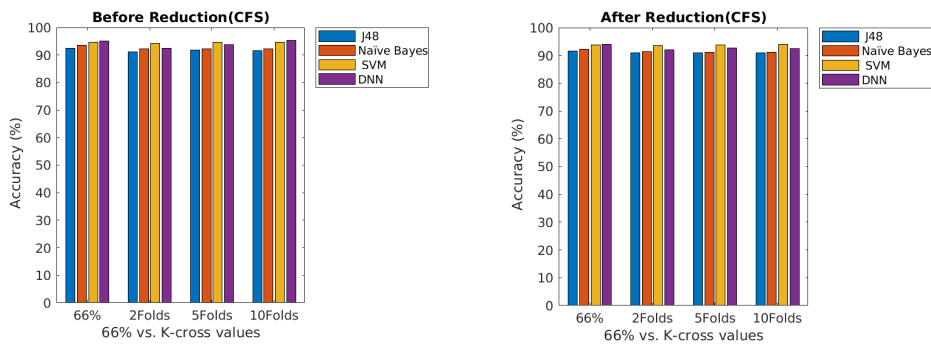 Before Reduction(CFS)
100
90
80
70
60
50
40
30
20
10
0
Accuracy (%)
66% 2Folds 5Folds 10Folds
66% vs. K-cross values
J48
Naïve Bayes
SVM
DNN
After Reduction(CFS)
100
90
80
70
60
50
40
30
20
10
0
Accuracy (%)
66% 2Folds 5Folds 10Folds
66% vs. K-cross values
J48
Naïve Bayes
SVM
DNN